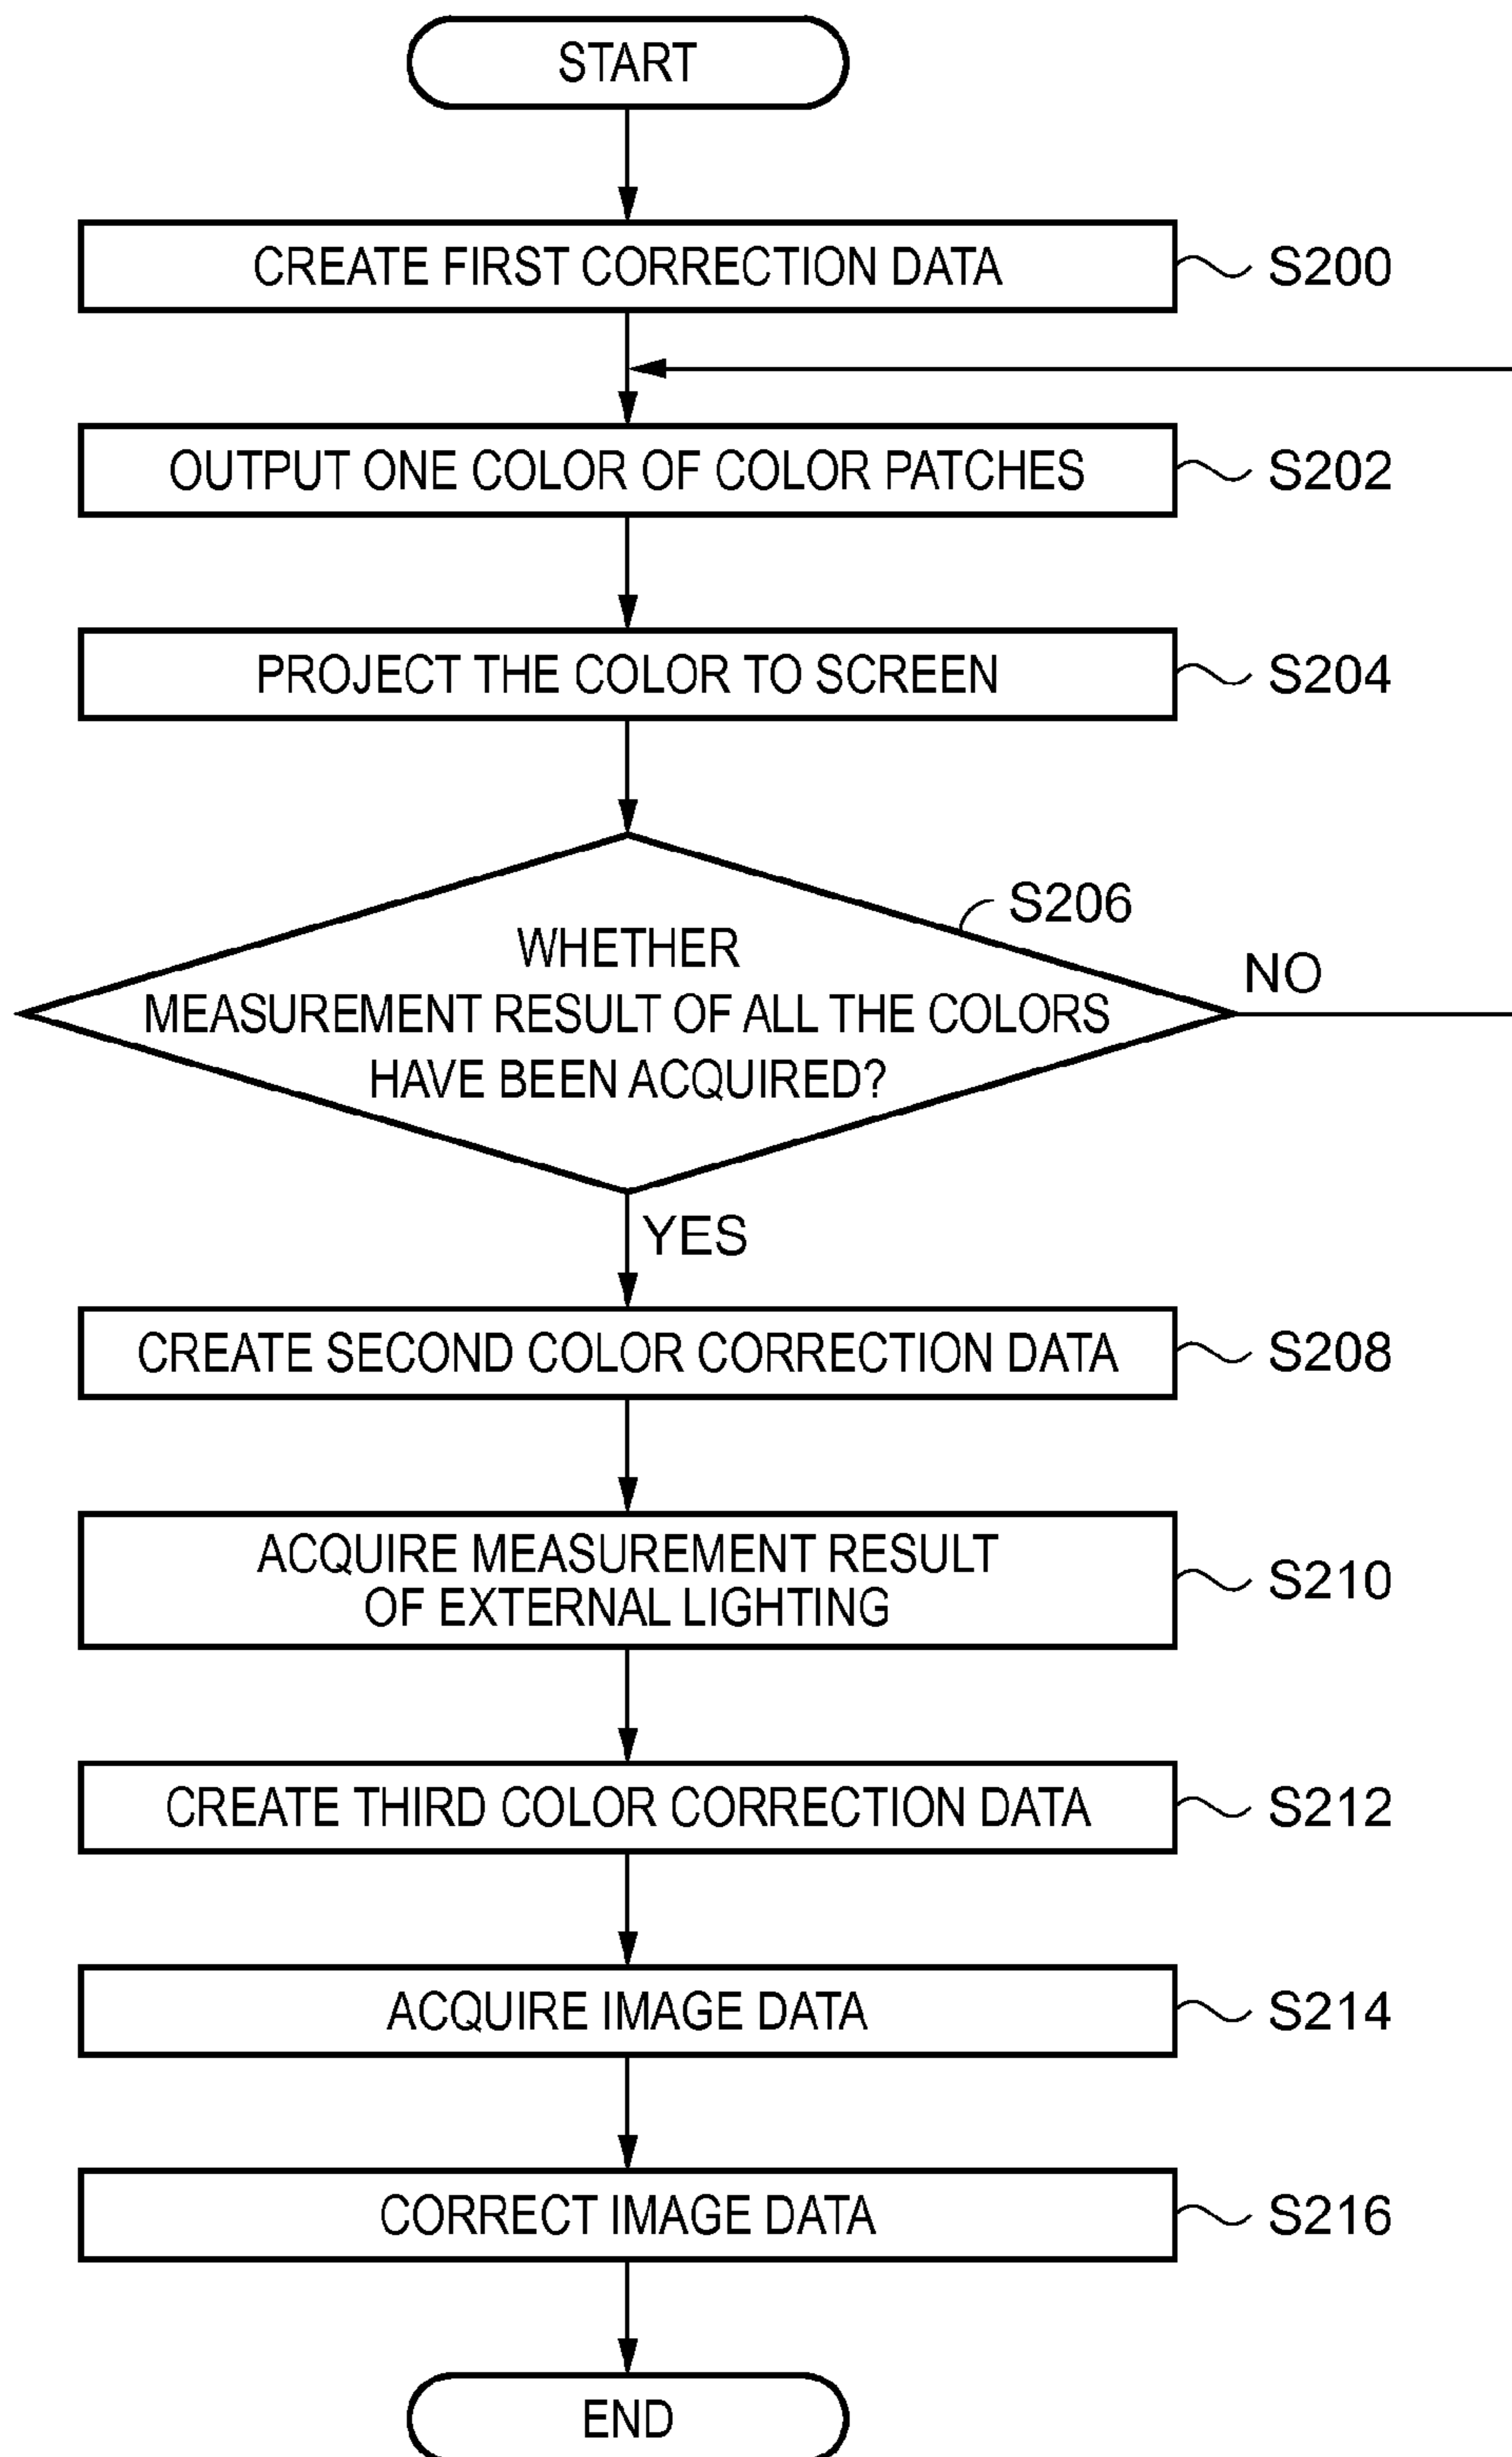 START
CREATE FIRST CORRECTION DATA
S200
OUTPUT ONE COLOR OF COLOR PATCHES
S202
PROJECT THE COLOR TO SCREEN
S204
S206
WHETHER
MEASUREMENT RESULT OF ALL THE COLORS
HAVE BEEN ACQUIRED?
NO
YES
CREATE SECOND COLOR CORRECTION DATA
S208
ACQUIRE MEASUREMENT RESULT
OF EXTERNAL LIGHTING
S210
CREATE THIRD COLOR CORRECTION DATA
S212
ACQUIRE IMAGE DATA
S214
CORRECT IMAGE DATA
S216
END